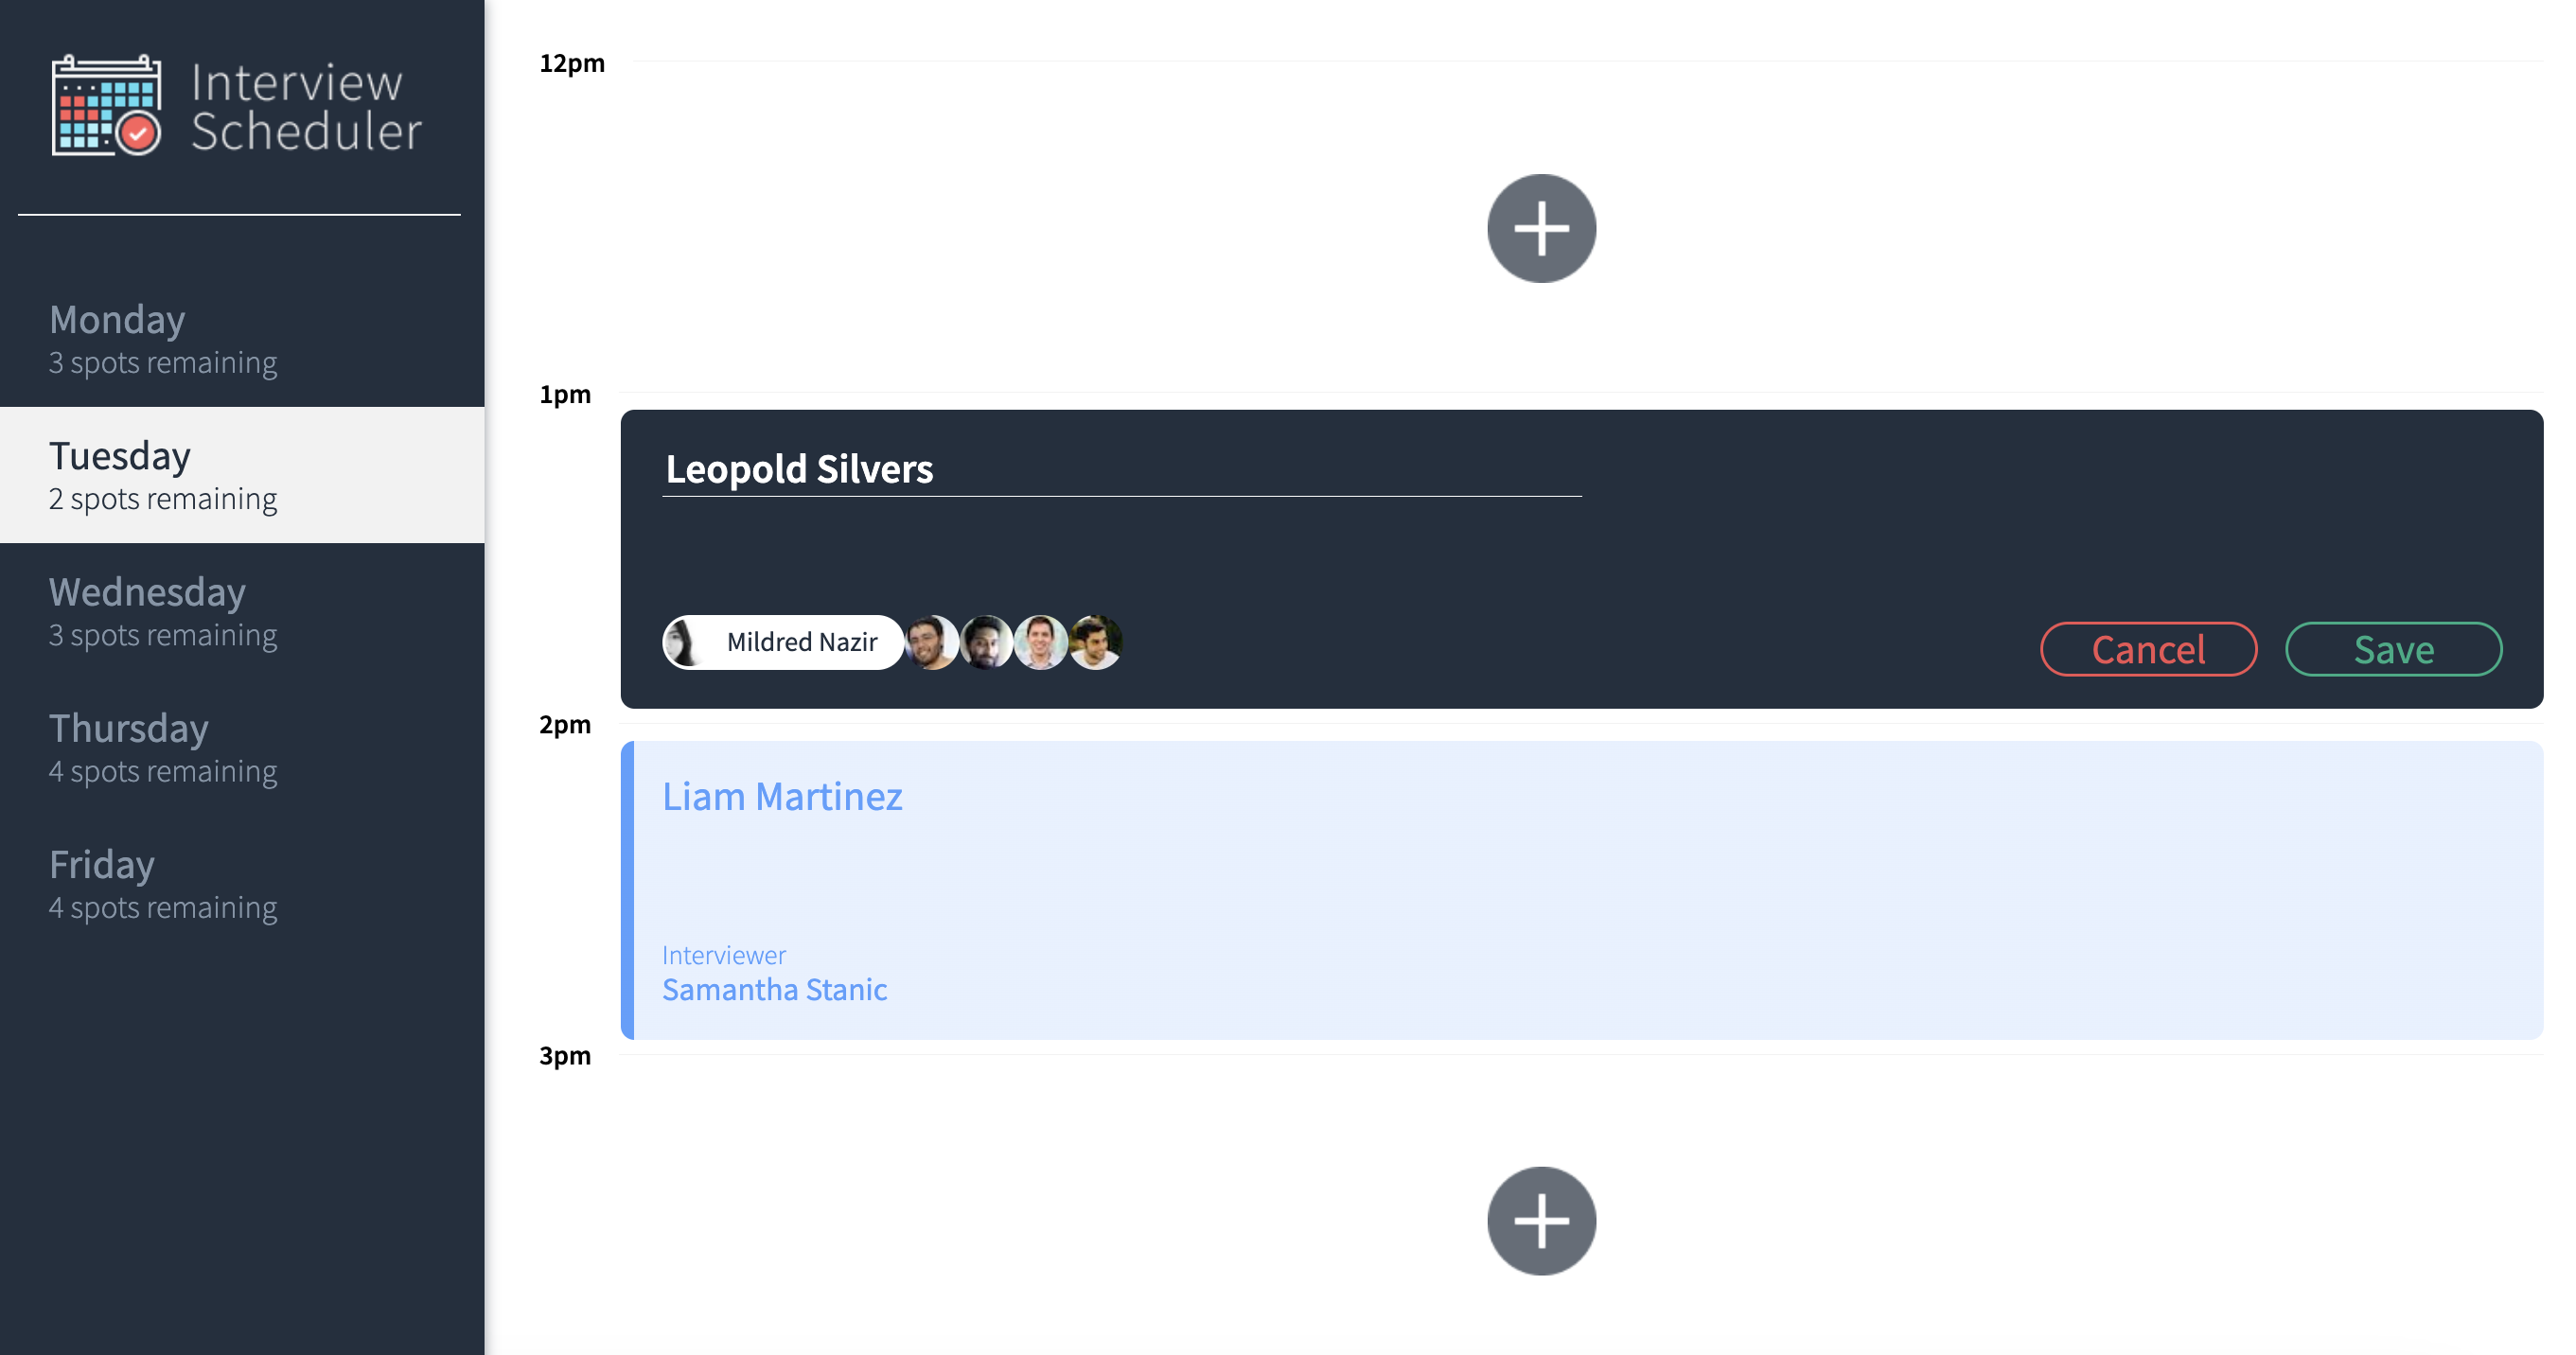 Interview
Scheduler
Monday
3 spots remaining
Tuesday
2 spots remaining
Wednesday
3 spots remaining
Thursday
4 spots remaining
Friday
4 spots remaining
12pm
1pm
Leopold Silvers
Mildred Nazir
Cancel
Save
2pm
Liam Martinez
Interviewer
Samantha Stanic
3pm